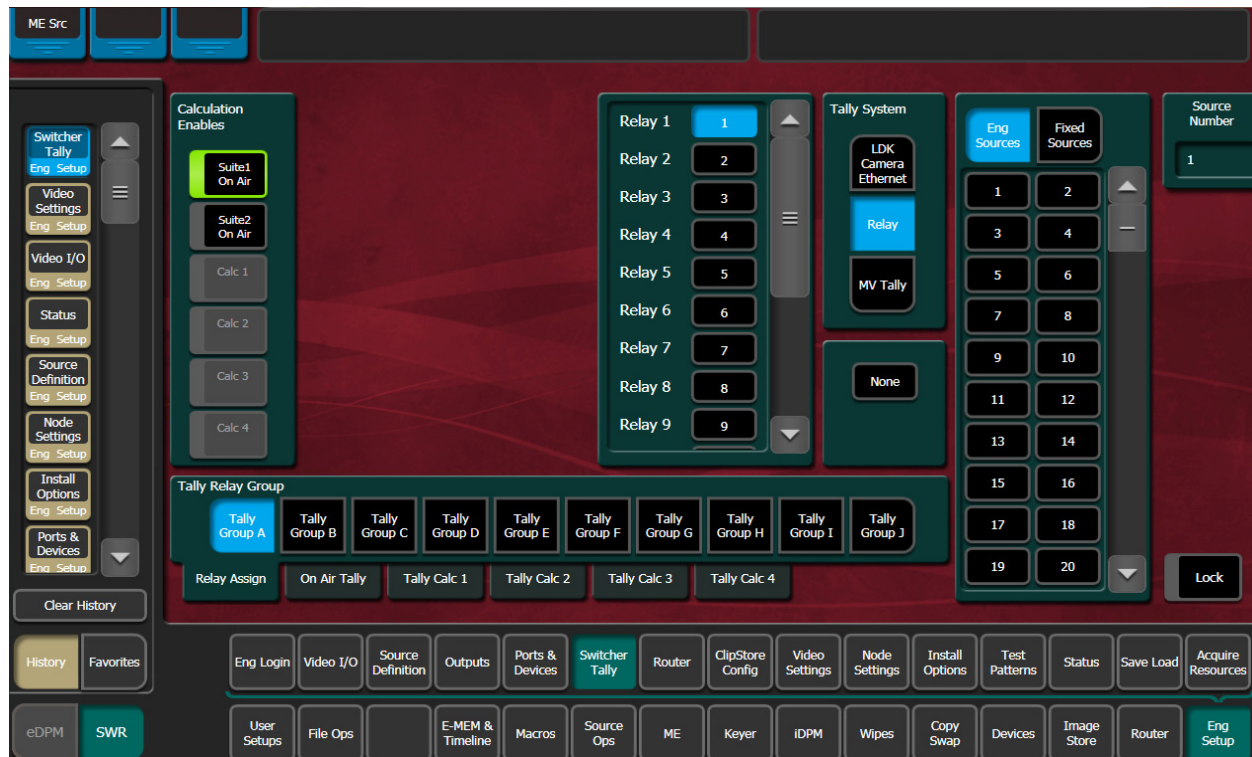 ME Src
Switcher
Tally
Eng Setup
Video
Settings
Eng Setup
Video I/O
Eng Setup
Status
Eng Setup
Source
Definition
Eng Setup
Node
Settings
Eng Setup
Install
Options
Eng Setup
Ports &
Devices
Eng Setup
Clear History
History Favorites
eDPM SWR
Calculation
Enables
Suite1
On Air
Suite2
On Air
Calc 1
Calc 2
Calc 3
Calc 4
Relay 1 1
Relay 2 2
Relay 3 3
Relay 4 4
Relay 5 5
Relay 6 6
Relay 7 7
Relay 8 8
Relay 9 9
Tally System
LDK
Camera
Ethernet
Relay
MV Tally
None
Eng
Sources
Fixed
Sources
1 2
3 4
5 6
7 8
9 10
11 12
13 14
15 16
17 18
19 20
Source
Number
1
Lock
Tally Relay Group
Tally
Group A
Tally
Group B
Tally
Group C
Tally
Group D
Tally
Group E
Tally
Group F
Tally
Group G
Tally
Group H
Tally
Group I
Tally
Group J
Relay Assign On Air Tally Tally Calc 1 Tally Calc 2 Tally Calc 3 Tally Calc 4
Eng Login
Video I/O
Source
Definition
Outputs
Ports &
Devices
Switcher
Tally
Router
ClipStore
Config
Video
Settings
Node
Settings
Install
Options
Test
Patterns
Status
Save Load
Acquire
Resources
User
Setups
File Ops
E-MEM &
Timeline
Macros
Source
Ops
ME
Keyer
iDPM
Wipes
Copy
Swap
Devices
Image
Store
Router
Eng
Setup